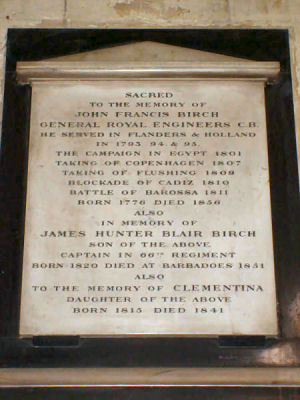 SACRED
TO THE MEMORY OF
JOHN FRANCIS BIRCH
GENERAL ROYAL ENGINEERS C.B.
HE SERVED IN FLANDERS & HOLLAND
IN 1793 94 & 95.
THE CAMPAIGN IN EGYPT 1801
TAKING OF COPENHAGEN 1807
TAKING OF FLUSHING 1809
BLOCKADE OF CADIZ 1810
BATTLE OF BAROSSA 1811
BORN 1776 DIED 1856
ALSO
IN MEMORY OF
JAMES HUNTER BLAIR BIRCH
SON OF THE ABOVE
CAPTAIN IN 66TH REGIMENT
BORN 1820 DIED AT BARBADOES 1851
ALSO
TO THE MEMORY OF CLEMENTINA
DAUGHTER OF THE ABOVE
BORN 1815 DIED 1841